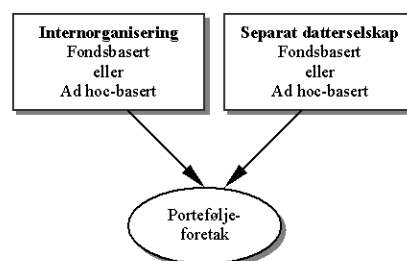 Internorganisering
Fondsbasert
eller
Ad hoc-basert
Separat datterselskap
Fondsbasert
eller
Ad hoc-basert
Portefølje-
foretak